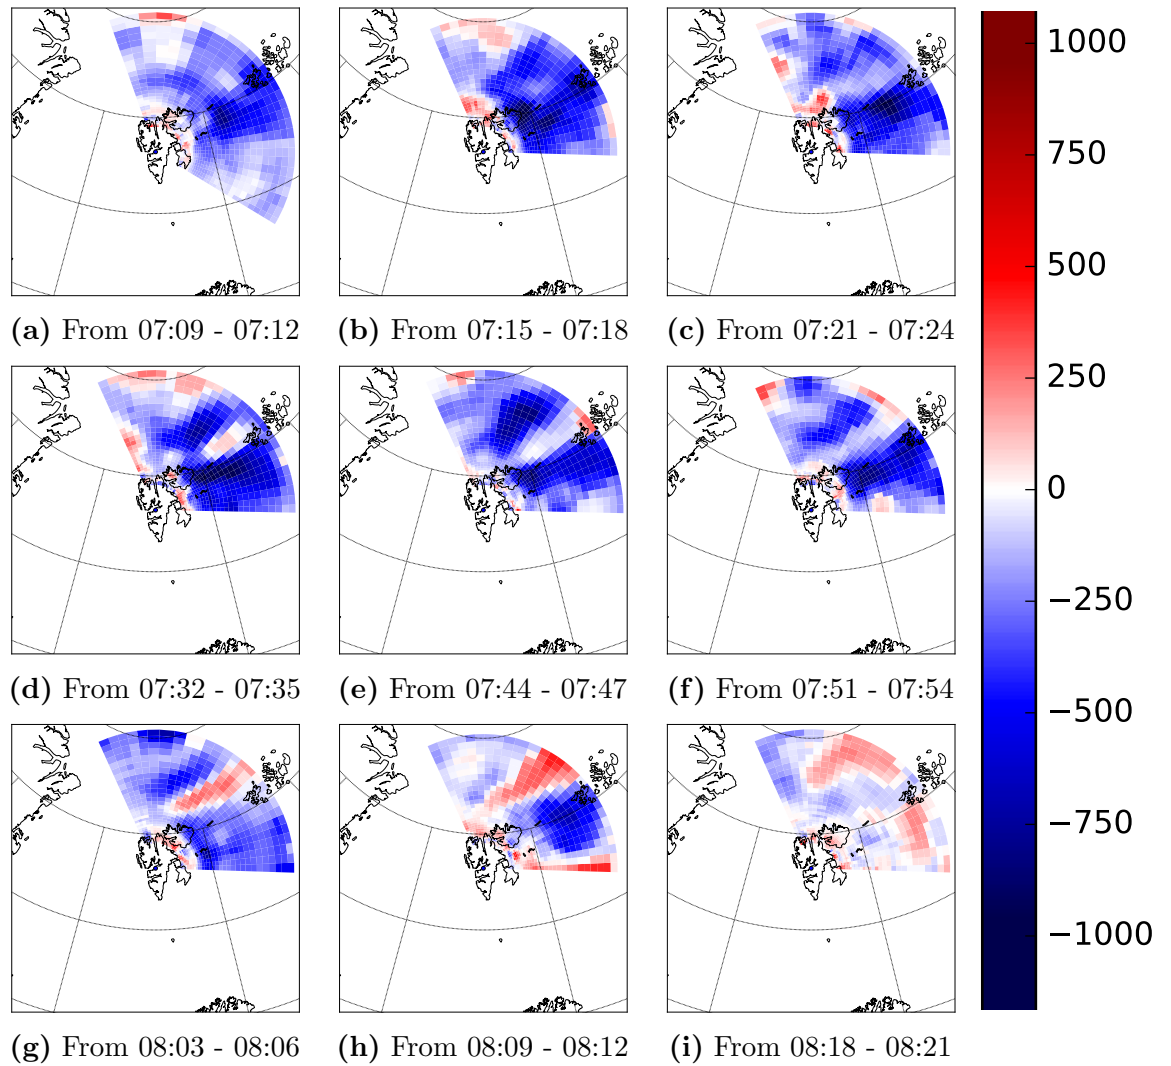 1000
750
500
250
0
−250
−500
−750
−1000
(a) From 07:09 - 07:12
(b) From 07:15 - 07:18
(c) From 07:21 - 07:24
(d) From 07:32 - 07:35
(e) From 07:44 - 07:47
(f) From 07:51 - 07:54
(g) From 08:03 - 08:06
(h) From 08:09 - 08:12
(i) From 08:18 - 08:21